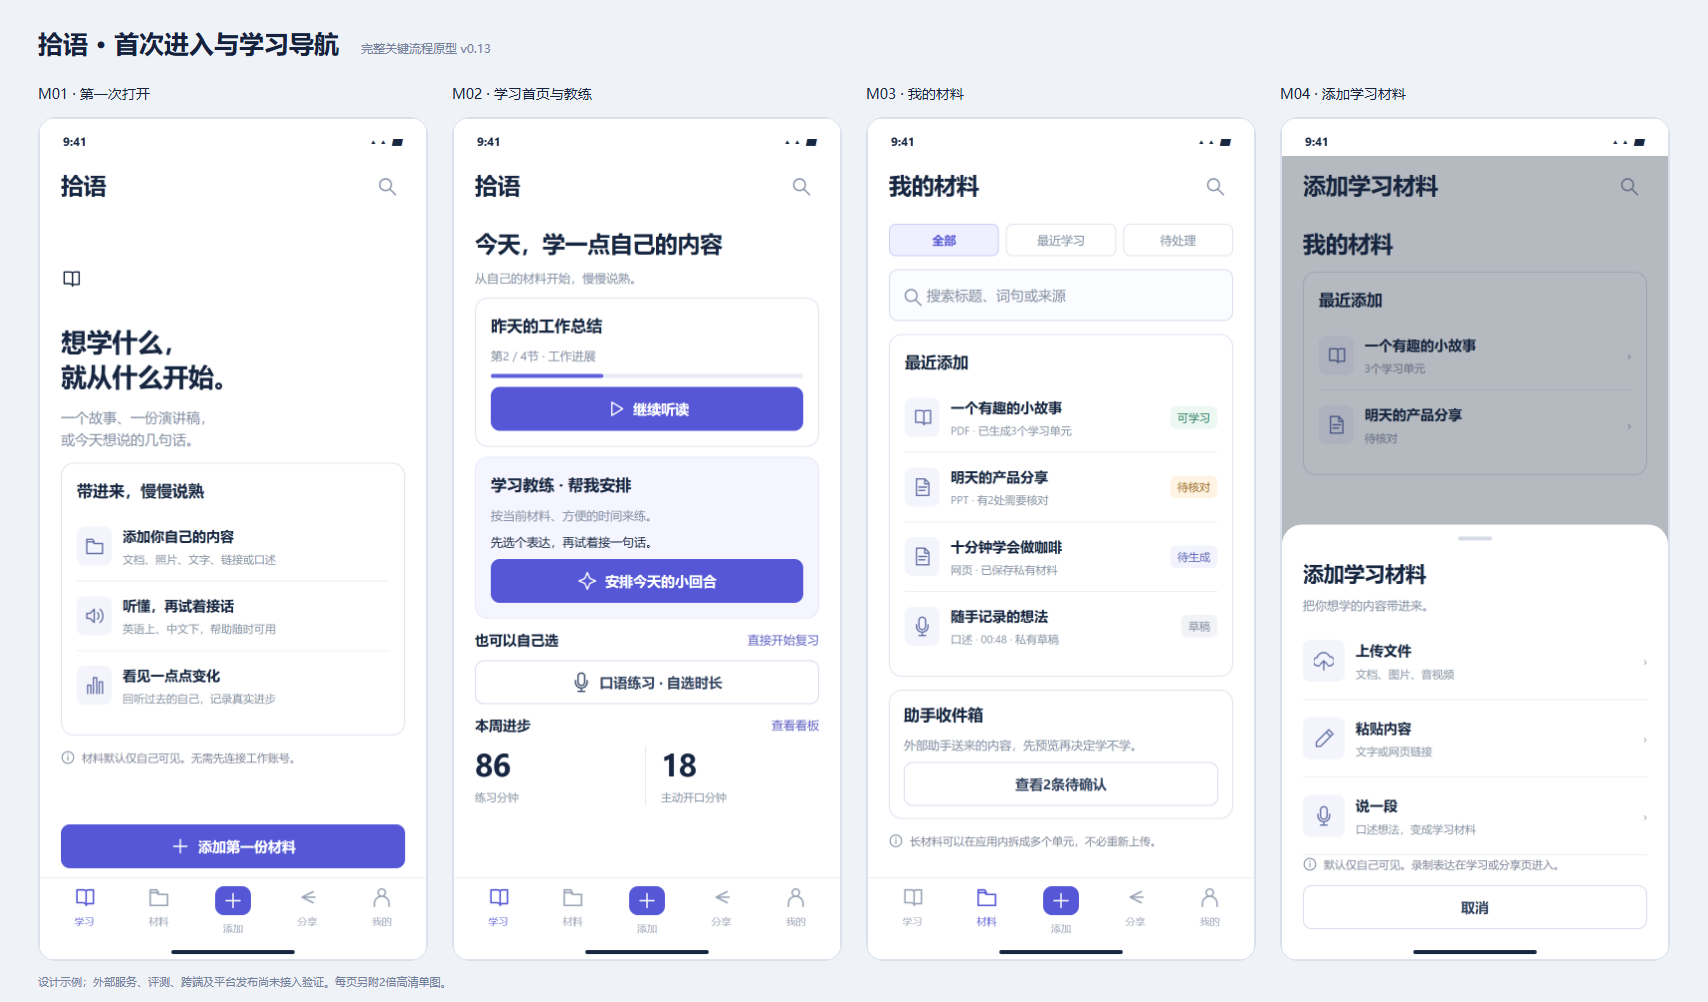 拾语 · 首次进入与学习导航 完整关键流程原型 v0.13
M01 · 第一次打开
9:41
拾语
想学什么，
就从什么开始。
一个故事、一份演讲稿，
或今天想说的几句话。
带进来，慢慢说熟
添加你自己的内容
文档、照片、文字、链接或口述
听懂，再试着接话
英语上、中文下，帮助随时可用
看见一点点变化
回听过去的自己，记录真实进步
材料默认仅自己可见。无需先连接工作账号。
添加第一份材料
学习 材料 添加 分享 我的
M02 · 学习首页与教练
9:41
拾语
今天，学一点自己的内容
从自己的材料开始，慢慢说熟。
昨天的工作总结
第2 / 4节 · 工作进展
继续听读
学习教练 · 帮我安排
按当前材料、方便的时间来练。
先选个表达，再试着接一句话。
安排今天的小回合
也可以自己选 直接开始复习
口语练习 · 自选时长
本周进步 查看看板
86 18
练习分钟 主动开口分钟
学习 材料 添加 分享 我的
M03 · 我的材料
9:41
我的材料
全部 最近学习 待处理
搜索标题、词句或来源
最近添加
一个有趣的小故事
PDF · 已生成3个学习单元
可学习
明天的产品分享
PPT · 有2处需要核对
待核对
十分钟学会做咖啡
网页 · 已保存私有材料
待生成
随手记录的想法
口述 · 00:48 · 私有草稿
草稿
助手收件箱
外部助手送来的内容，先预览再决定学不学。
查看2条待确认
长材料可以在应用内拆成多个单元，不必重新上传。
学习 材料 添加 分享 我的
M04 · 添加学习材料
9:41
添加学习材料
我的材料
最近添加
一个有趣的小故事
3个学习单元
明天的产品分享
待核对
添加学习材料
把你想学的内容带进来。
上传文件
文档、图片、音视频
粘贴内容
文字或网页链接
说一段
口述想法，变成学习材料
默认仅自己可见。录制表达在学习或分享页进入。
取消
设计示例；外部服务、评测、跨端及平台发布尚未接入验证。每页另附2倍高清单图。